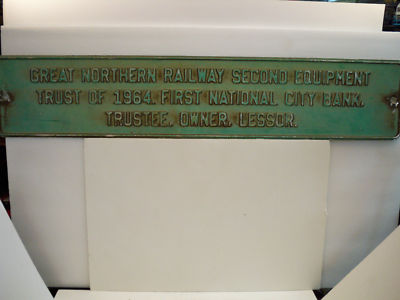 GREAT NORTHERN RAILWAY SECOND EQUIPMENT
TRUST OF 1964. FIRST NATIONAL CITY BANK,
TRUSTEE, OWNER, LESSOR.